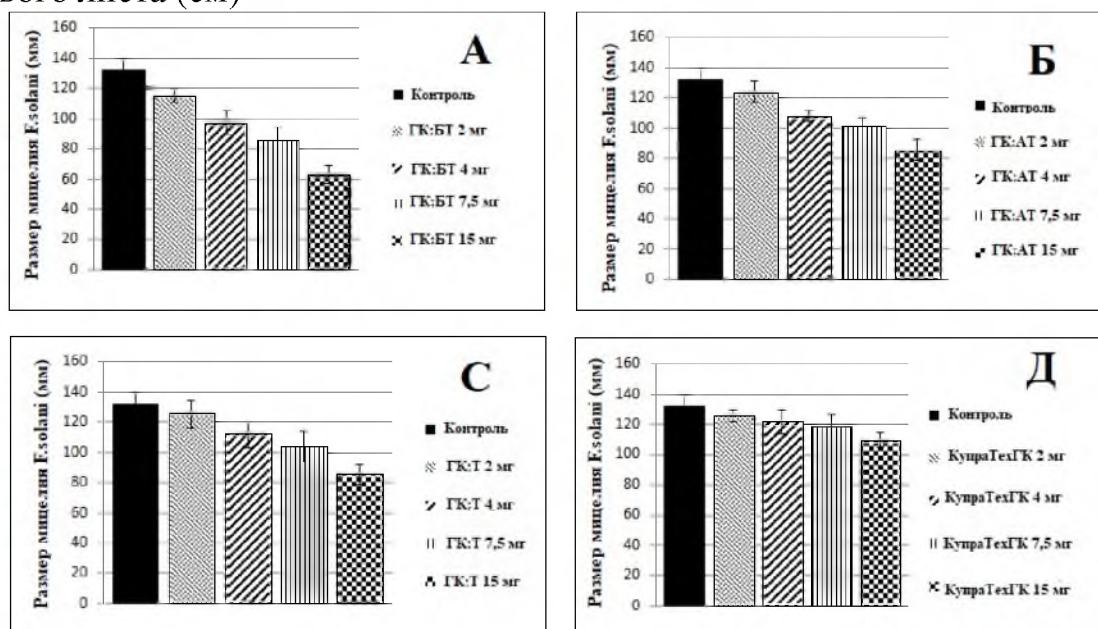 листа (см)
А
Размер мицелия F.solani (мм)
160
140
120
100
80
60
40
20
0
Контроль
ГК:БТ 2 мг
ГК:БТ 4 мг
ГК:БТ 7,5 мг
ГК:БТ 15 мг
Б
Размер мицелия F.solani (мм)
160
140
120
100
80
60
40
20
0
Контроль
ГК:АТ 2 мг
ГК:АТ 4 мг
ГК:АТ 7,5 мг
ГК:АТ 15 мг
С
Размер мицелия F.solani (мм)
160
140
120
100
80
60
40
20
0
Контроль
ГК:Т 2 мг
ГК:Т 4 мг
ГК:Т 7,5 мг
ГК:Т 15 мг
Д
Размер мицелия F.solani (мм)
160
140
120
100
80
60
40
20
0
Контроль
КупраТехГК 2 мг
КупраТехГК 4 мг
КупраТехГК 7,5 мг
КупраТехГК 15 мг